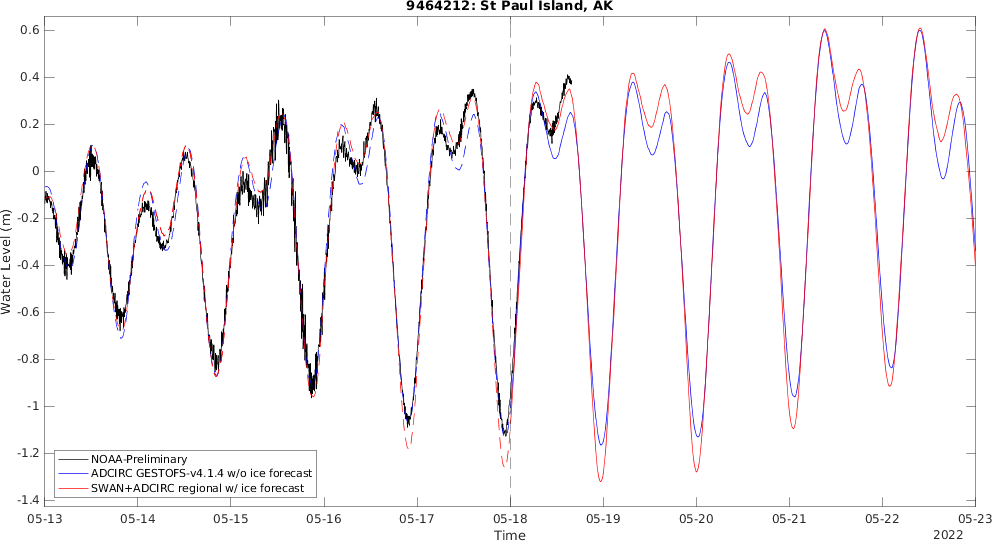 9464212: St Paul Island, AK
0.6
0.4
0.2
0
-0.2
-0.4
-0.6
-0.8
-1
-1.2
-1.4
Water Level (m)
NOAA-Preliminary
ADCIRC GESTOFS-v4.1.4 w/o ice forecast
SWAN+ADCIRC regional w/ ice forecast
05-13 05-14 05-15 05-16 05-17 05-18 05-19 05-20 05-21 05-22 05-23
Time
2022